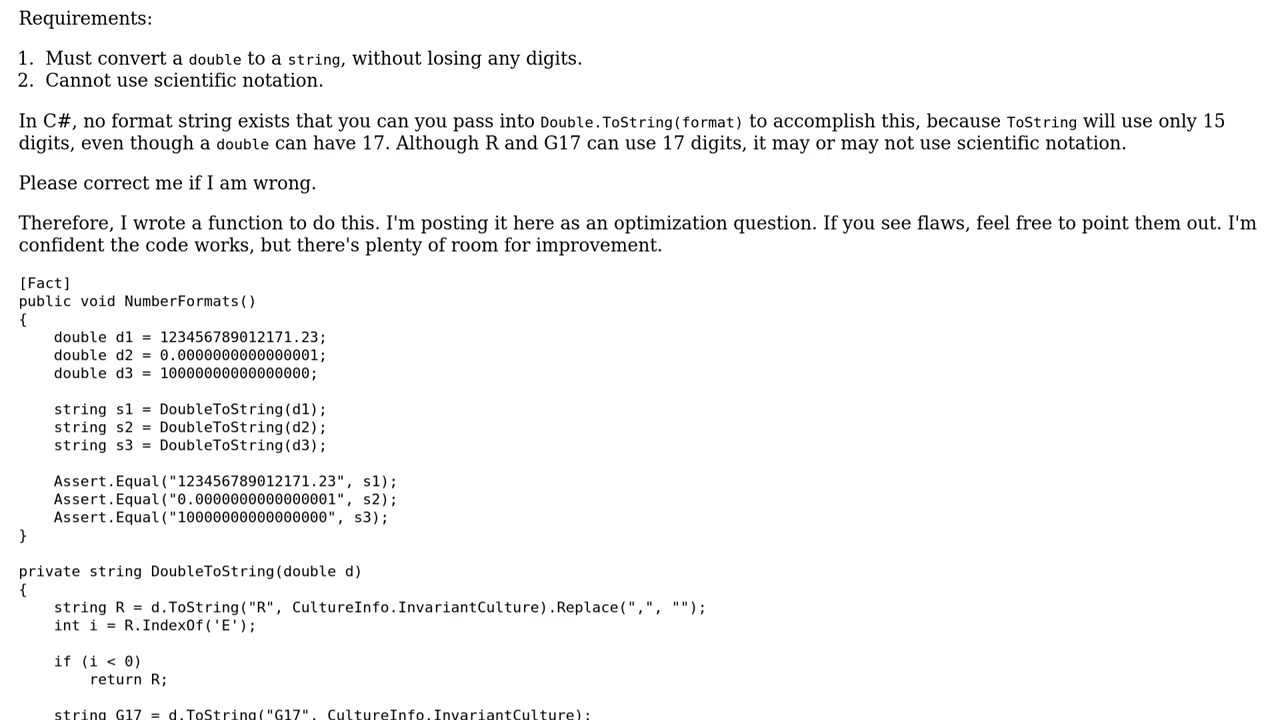 Requirements:
1. Must convert a double to a string, without losing any digits.
2. Cannot use scientific notation.
In C#, no format string exists that you can you pass into Double.ToString(format) to accomplish this, because ToString will use only 15
digits, even though a double can have 17. Although R and G17 can use 17 digits, it may or may not use scientific notation.
Please correct me if I am wrong.
Therefore, I wrote a function to do this. I'm posting it here as an optimization question. If you see flaws, feel free to point them out. I'm
confident the code works, but there's plenty of room for improvement.
[Fact]
public void NumberFormats()
{
    double d1 = 123456789012171.23;
    double d2 = 0.0000000000000001;
    double d3 = 10000000000000000;
    string s1 = DoubleToString(d1);
    string s2 = DoubleToString(d2);
    string s3 = DoubleToString(d3);
    Assert.Equal("123456789012171.23", s1);
    Assert.Equal("0.0000000000000001", s2);
    Assert.Equal("10000000000000000", s3);
}
private string DoubleToString(double d)
{
    string R = d.ToString("R", CultureInfo.InvariantCulture).Replace(",", "");
    int i = R.IndexOf('E');
    if (i < 0)
        return R;
    string G17 = d.ToString("G17", CultureInfo.InvariantCulture);